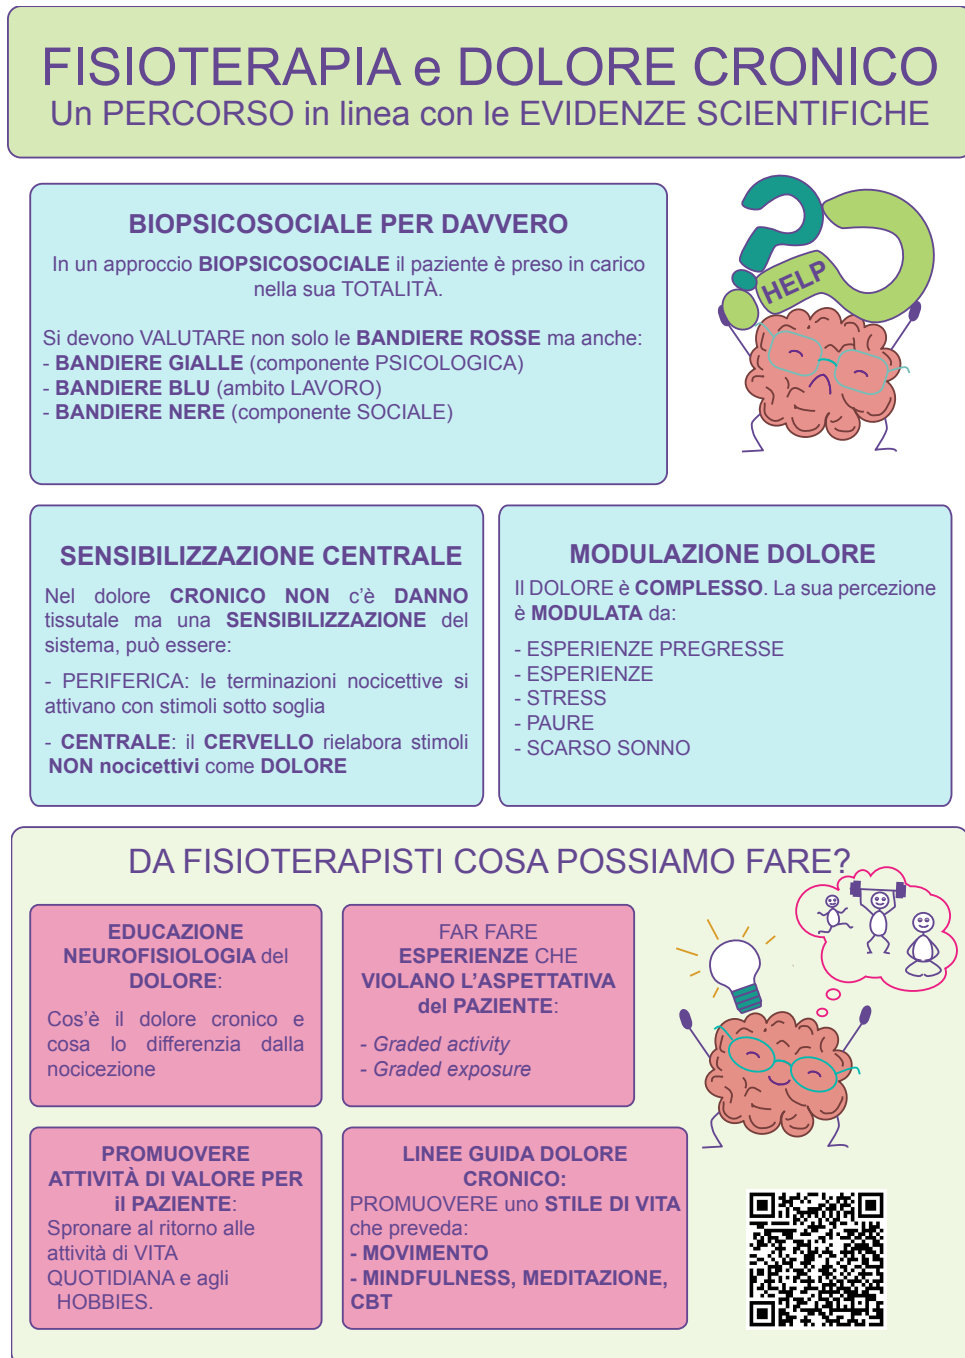 FISIOTERAPIA e DOLORE CRONICO
Un PERCORSO in linea con le EVIDENZE SCIENTIFICHE
BIOPSICOSOCIALE PER DAVVERO
In un approccio BIOPSICOSOCIALE il paziente è preso in carico
nella sua TOTALITÀ.
Si devono VALUTARE non solo le BANDIERE ROSSE ma anche:
- BANDIERE GIALLE (componente PSICOLOGICA)
- BANDIERE BLU (ambito LAVORO)
- BANDIERE NERE (componente SOCIALE)
HELP
SENSIBILIZZAZIONE CENTRALE
Nel dolore CRONICO NON c'è DANNO
tissutale ma una SENSIBILIZZAZIONE del
sistema, può essere:
- PERIFERICA: le terminazioni nocicettive si
attivano con stimoli sotto soglia
- CENTRALE: il CERVELLO rielabora stimoli
NON nocicettivi come DOLORE
MODULAZIONE DOLORE
Il DOLORE è COMPLESSO. La sua percezione
è MODULATA da:
- ESPERIENZE PREGRESSE
- ESPERIENZE
- STRESS
- PAURE
- SCARSO SONNO
DA FISIOTERAPISTI COSA POSSIAMO FARE?
EDUCAZIONE
NEUROFISIOLOGIA del
DOLORE:
Cos'è il dolore cronico e
cosa lo differenzia dalla
nocicezione
FAR FARE
ESPERIENZE CHE
VIOLANO L'ASPETTATIVA
del PAZIENTE:
- Graded activity
- Graded exposure
PROMUOVERE
ATTIVITÀ DI VALORE PER
il PAZIENTE:
Spronare al ritorno alle
attività di VITA
QUOTIDIANA e agli
HOBBIES.
LINEE GUIDA DOLORE
CRONICO:
PROMUOVERE uno STILE DI VITA
che preveda:
- MOVIMENTO
- MINDFULNESS, MEDITAZIONE,
CBT